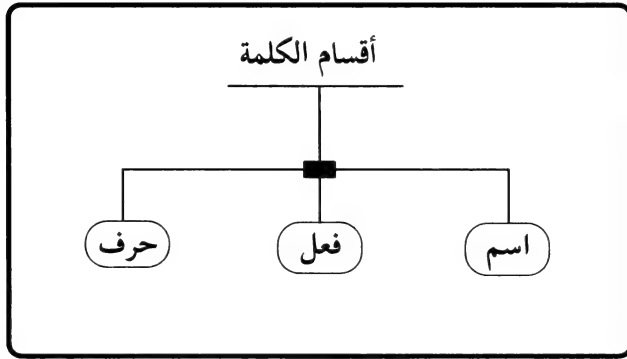 أقسام الكلمة
اسم
فعل
حرف